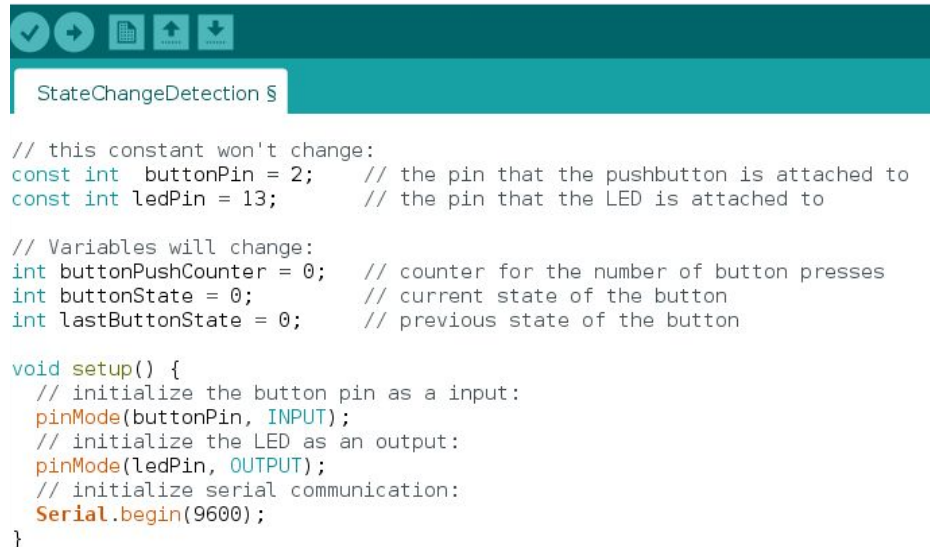 StateChangeDetection §
// this constant won't change:
const int  buttonPin = 2;    // the pin that the pushbutton is attached to
const int ledPin = 13;       // the pin that the LED is attached to
// Variables will change:
int buttonPushCounter = 0;   // counter for the number of button presses
int buttonState = 0;         // current state of the button
int lastButtonState = 0;     // previous state of the button
void setup() {
  // initialize the button pin as a input:
  pinMode(buttonPin, INPUT);
  // initialize the LED as an output:
  pinMode(ledPin, OUTPUT);
  // initialize serial communication:
  Serial.begin(9600);
}